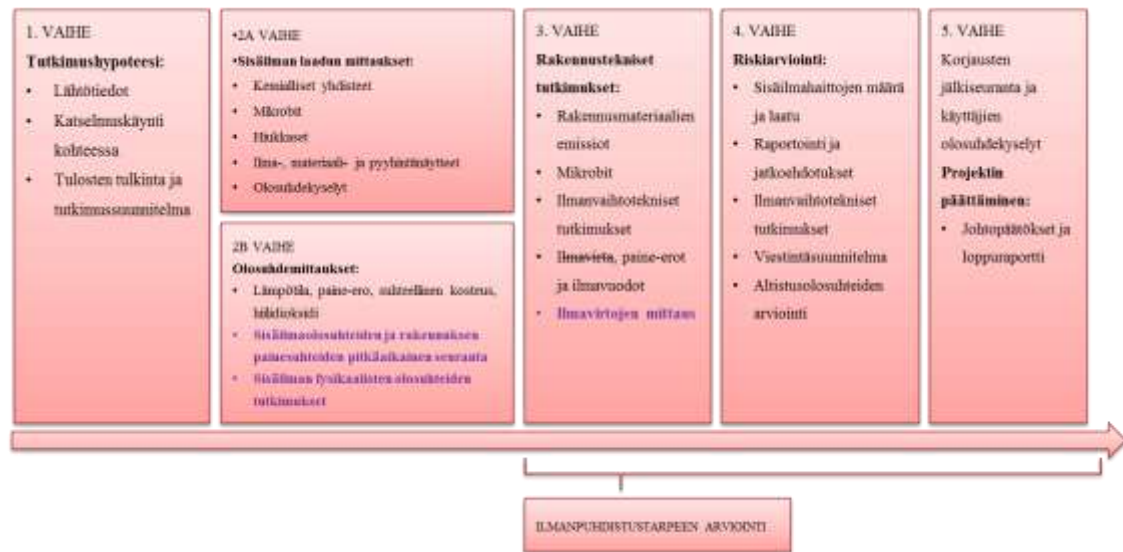 1. VAIHE
Tutkimushypoteesi:
• Lähtötiedot
• Katselmuskäynti
kohteessa
• Tulosten tulkinta ja
tutkimussuunnitelma
•2A VAIHE
•Sisäilman laadun mittaukset:
• Kemialliset yhdisteet
• Mikrobit
• Hiukkaset
• Ilma-, materiaali- ja pyyhintänäytteet
• Olosuhdekyselyt
2B VAIHE
Olosuhdemittaukset:
• Lämpötila, paine-ero, suhteellinen kosteus,
hiilidioksidi
• Sisäilmaolosuhteiden ja rakennuksen
painesuhteiden pitkäaikainen seuranta
• Sisäilman fysikaalisten olosuhteiden
tutkimukset
3. VAIHE
Rakennustekniset
tutkimukset:
• Rakennusmateriaalien
emissiot
• Mikrobit
• Ilmanvaihtotekniset
tutkimukset
• Ilmavirta, paine-erot
ja ilmavuodot
• Ilmavirtojen mittaus
4. VAIHE
Riskiarviointi:
• Sisäilmahaittojen määrä
ja laatu
• Raportointi ja
jatkoehdotukset
• Ilmanvaihtotekniset
tutkimukset
• Viestintäsuunnitelma
• Altistusolosuhteiden
arviointi
5. VAIHE
Korjausten
jälkiseuranta ja
käyttäjien
olosuhdekyselyt
Projektin
päättäminen:
• Johtopäätökset ja
loppuraportti
ILMANPUHDISTUSTARPEEN ARVIOINTI